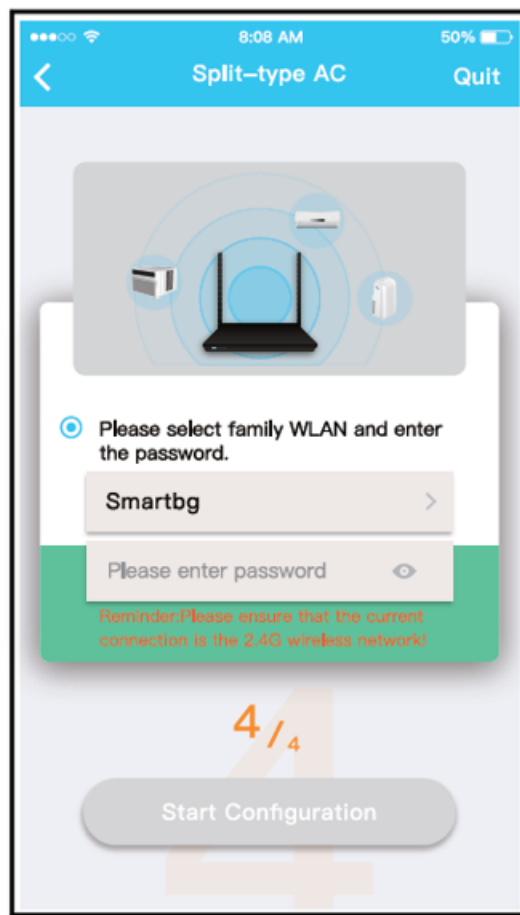 8:08 AM
50%
Split-type AC
Quit
Please select family WLAN and enter
the password.
Smartbg
Please enter password
Reminder:Please ensure that the current
connection is the 2.4G wireless network!
4
4/4
Start Configuration